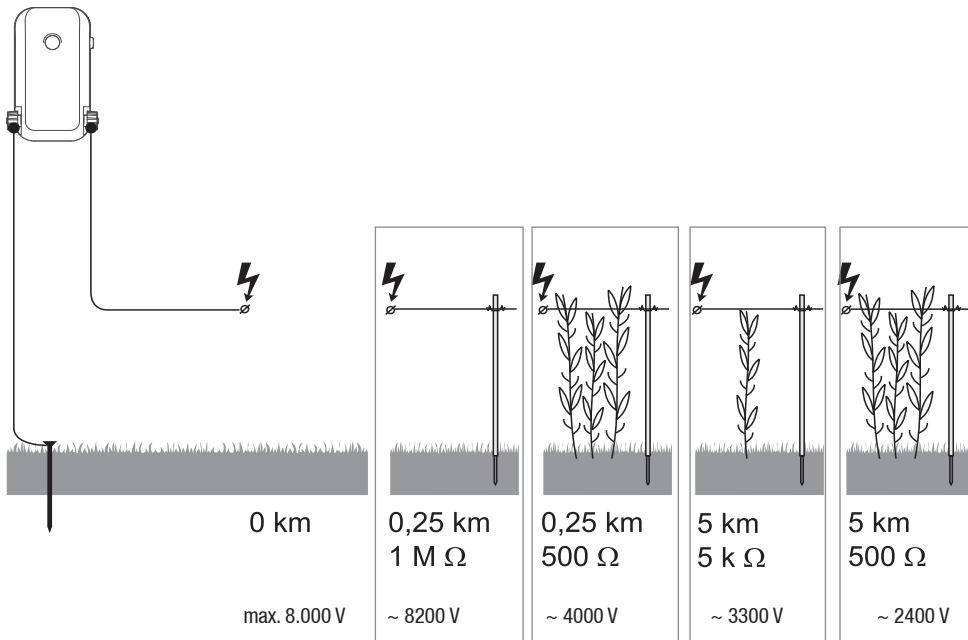 0 km
max. 8.000 V
0,25 km
1 M Ω
~ 8200 V
0,25 km
500 Ω
~ 4000 V
5 km
5 k Ω
~ 3300 V
5 km
500 Ω
~ 2400 V